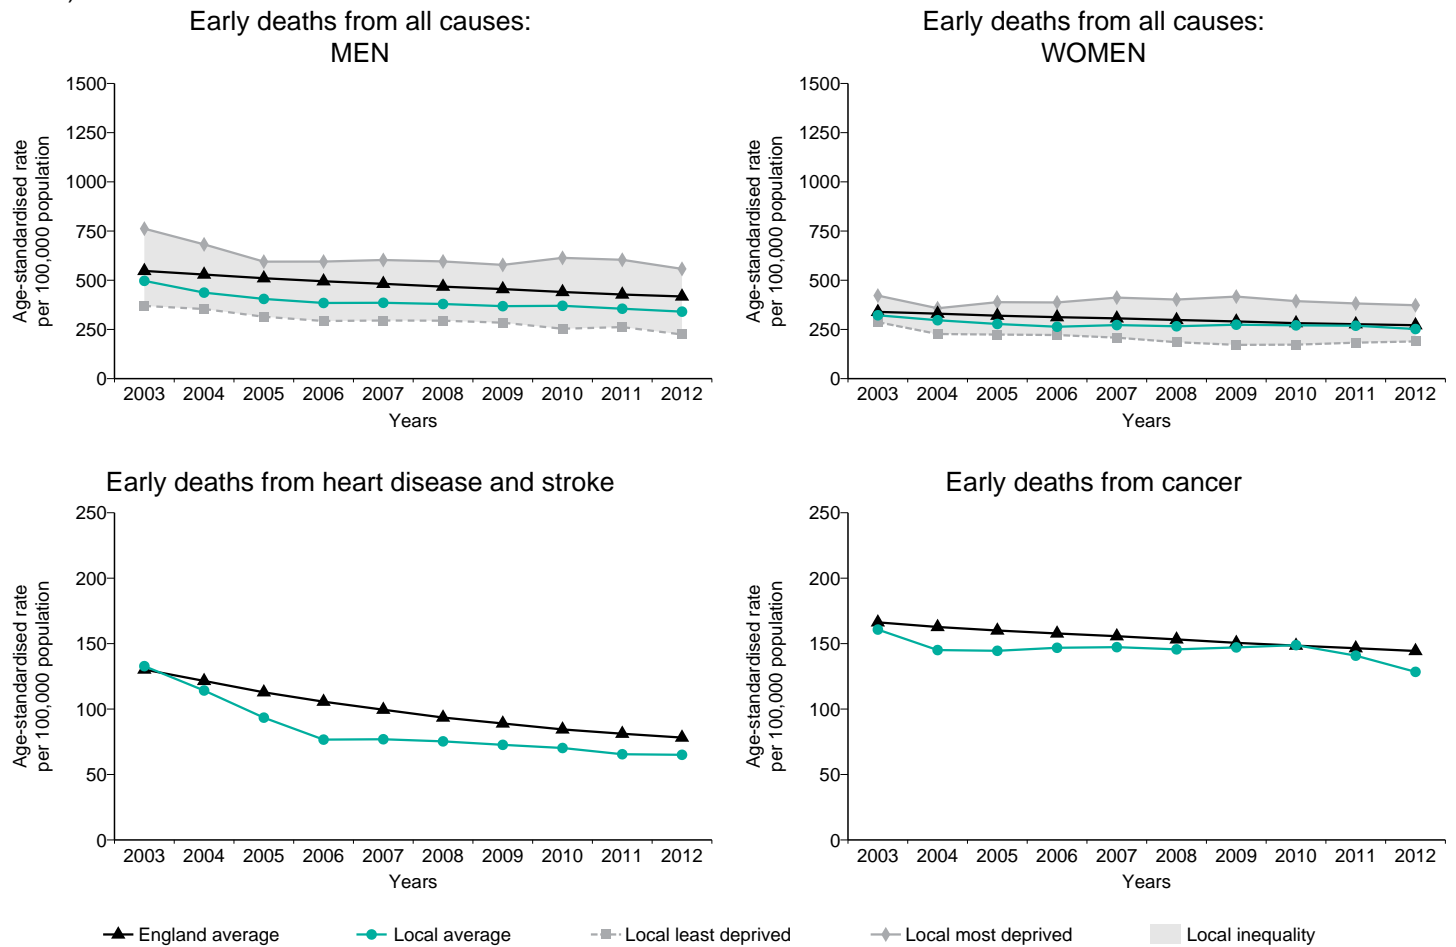 Early deaths from all causes:
MEN
Age-standardised rate
per 100,000 population
1500
1250
1000
750
500
250
0
2003 2004 2005 2006 2007 2008 2009 2010 2011 2012
Years
Early deaths from all causes:
WOMEN
Age-standardised rate
per 100,000 population
1500
1250
1000
750
500
250
0
2003 2004 2005 2006 2007 2008 2009 2010 2011 2012
Years
Early deaths from heart disease and stroke
Age-standardised rate
per 100,000 population
250
200
150
100
50
0
2003 2004 2005 2006 2007 2008 2009 2010 2011 2012
Years
Early deaths from cancer
Age-standardised rate
per 100,000 population
250
200
150
100
50
0
2003 2004 2005 2006 2007 2008 2009 2010 2011 2012
Years
England average Local average Local least deprived Local most deprived Local inequality